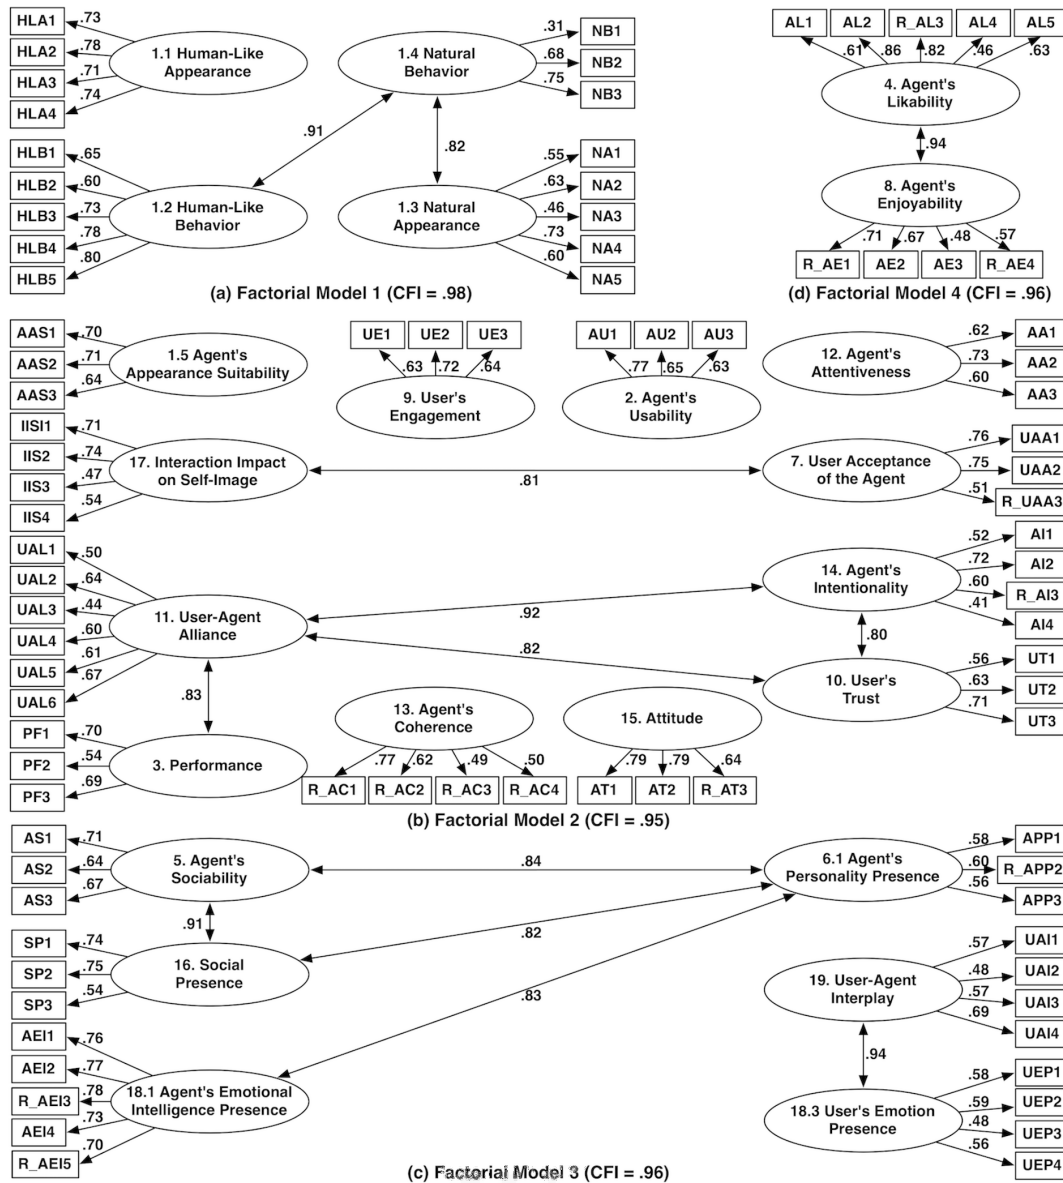 HLA1
.73
HLA2
.78
HLA3
.71
HLA4
.74
1.1 Human-Like
Appearance
1.4 Natural
Behavior
.31
NB1
.68
NB2
.75
NB3
.91
.82
HLB1
.65
HLB2
.60
HLB3
.73
HLB4
.78
HLB5
.80
1.2 Human-Like
Behavior
1.3 Natural
Appearance
.55
NA1
.63
NA2
.46
NA3
.73
NA4
.60
NA5
(a) Factorial Model 1 (CFI = .98)
AL1
AL2
R_AL3
AL4
AL5
.61
.86
.82
.46
.63
4. Agent's
Likability
.94
8. Agent's
Enjoyability
.71
.67
.48
.57
R_AE1
AE2
AE3
R_AE4
(d) Factorial Model 4 (CFI = .96)
AAS1
.70
AAS2
.71
AAS3
.64
1.5 Agent's
Appearance Suitability
UE1
UE2
UE3
.63
.72
.64
9. User's
Engagement
AU1
AU2
AU3
.77
.65
.63
2. Agent's
Usability
12. Agent's
Attentiveness
.62
AA1
.73
AA2
.60
AA3
IISI1
.71
IIS2
.74
IIS3
.47
IIS4
.54
17. Interaction Impact
on Self-Image
.81
7. User Acceptance
of the Agent
.76
UAA1
.75
UAA2
.51
R_UAA3
UAL1
.50
UAL2
.64
UAL3
.44
UAL4
.60
UAL5
.61
UAL6
.67
11. User-Agent
Alliance
.92
.82
14. Agent's
Intentionality
.52
AI1
.72
AI2
.60
R_AI3
.41
AI4
.80
10. User's
Trust
.56
UT1
.63
UT2
.71
UT3
.83
PF1
.70
PF2
.54
PF3
.69
3. Performance
13. Agent's
Coherence
.77
.62
.49
.50
R_AC1
R_AC2
R_AC3
R_AC4
15. Attitude
.79
.79
.64
AT1
AT2
R_AT3
(b) Factorial Model 2 (CFI = .95)
AS1
.71
AS2
.64
AS3
.67
5. Agent's
Sociability
.84
6.1 Agent's
Personality Presence
.58
APP1
.60
R_APP2
.56
APP3
.91
.82
.83
SP1
.74
SP2
.75
SP3
.54
16. Social
Presence
19. User-Agent
Interplay
.57
UAI1
.48
UAI2
.57
UAI3
.69
UAI4
.94
AEI1
.76
AEI2
.77
R_AEI3
.78
AEI4
.73
R_AEI5
.70
18.1 Agent's Emotional
Intelligence Presence
18.3 User's Emotion
Presence
.58
UEP1
.59
UEP2
.48
UEP3
.56
UEP4
(c) Factorial Model 3 (CFI = .96)